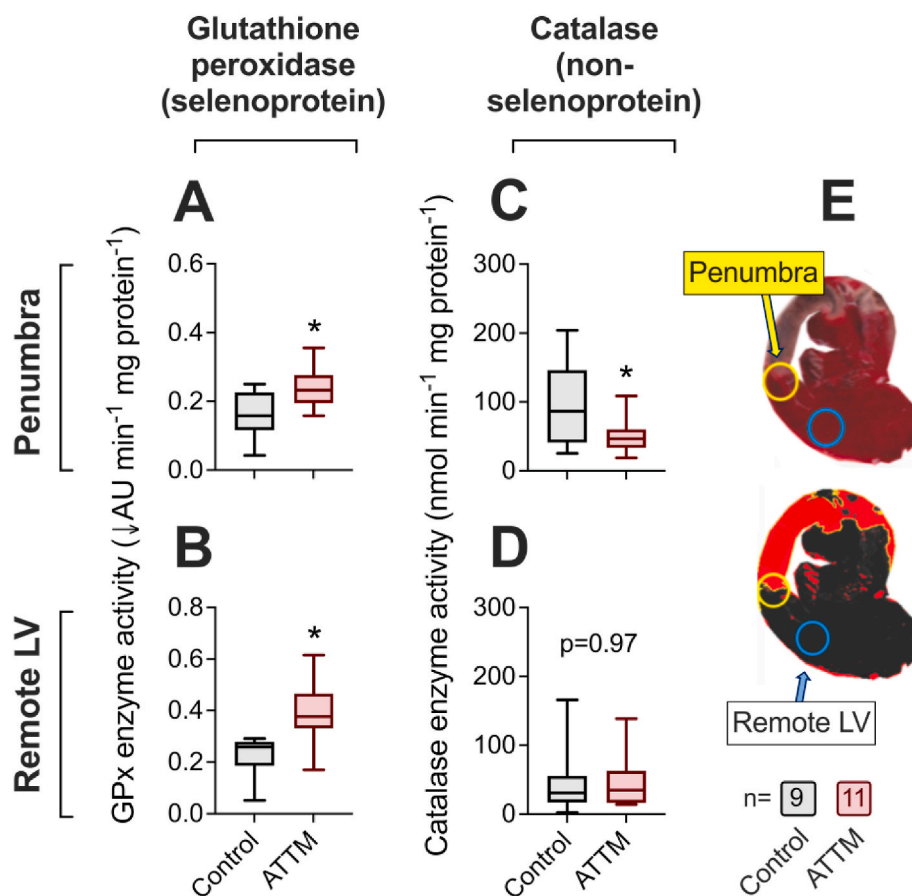 Glutathione
peroxidase
(selenoprotein)
Catalase
(non-
selenoprotein)
Penumbra
Remote LV
GPx enzyme activity (↓AU min⁻¹ mg protein⁻¹)
A
0.6
0.4
0.2
0.0
*
B
0.8
0.6
0.4
0.2
0.0
*
Control
ATTM
Catalase enzyme activity (nmol min⁻¹ mg protein⁻¹)
C
300
200
100
0
*
D
300
200
100
0
p=0.97
Control
ATTM
E
Penumbra
Remote LV
n= 9 11
Control
ATTM